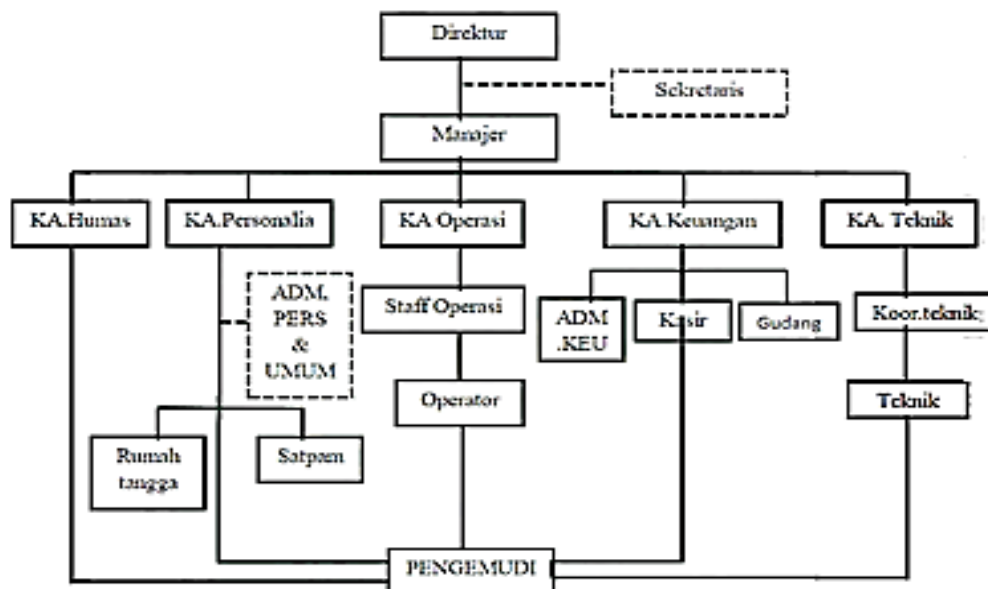 Direktur
Sekretaris
Manajer
KA.Humas
KA.Personalia
KA Operasi
KA.Keuangan
KA. Teknik
ADM.
PERS
&
UMUM
Staff Operasi
ADM
.KEU
Kasir
Gudang
Koor.teknik
Operator
Teknik
Rumah
tangga
Satpam
PENGEMUDI